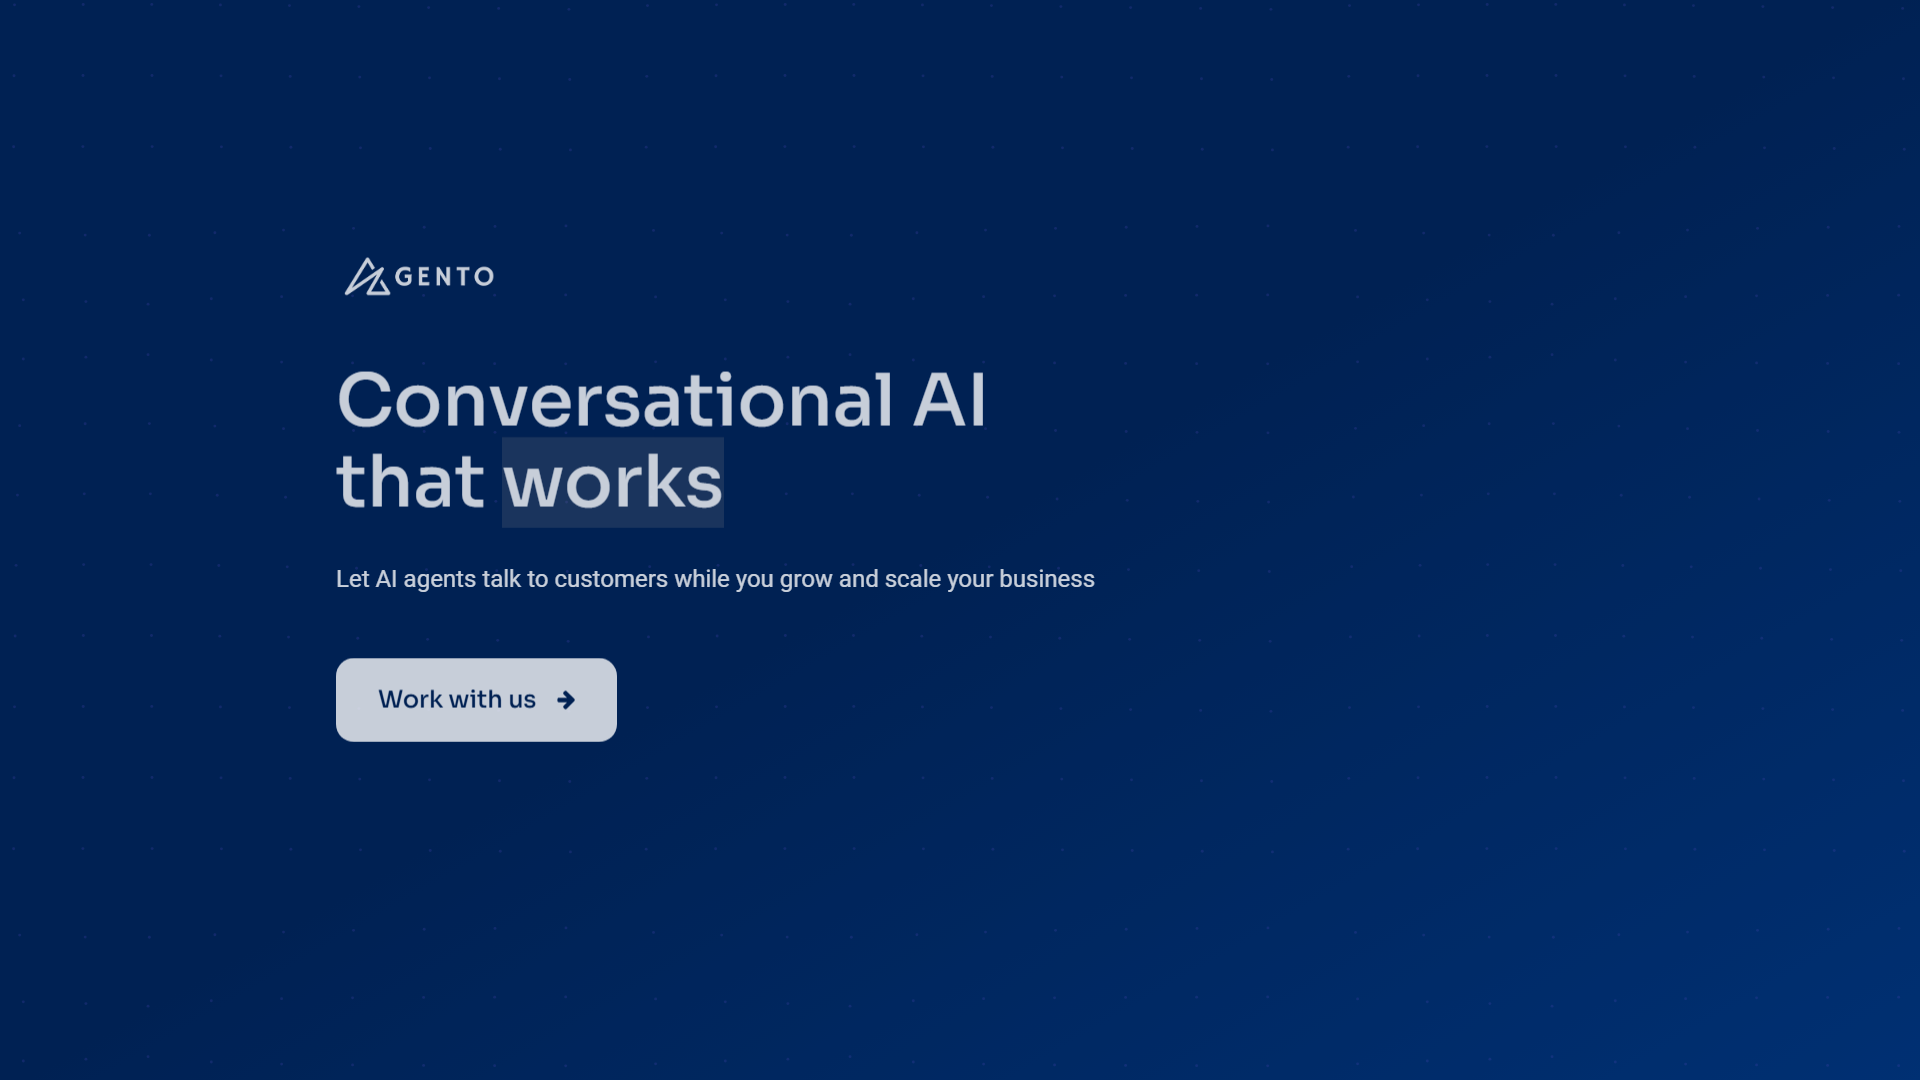 GENTO
Conversational AI
that works
Let AI agents talk to customers while you grow and scale your business
Work with us